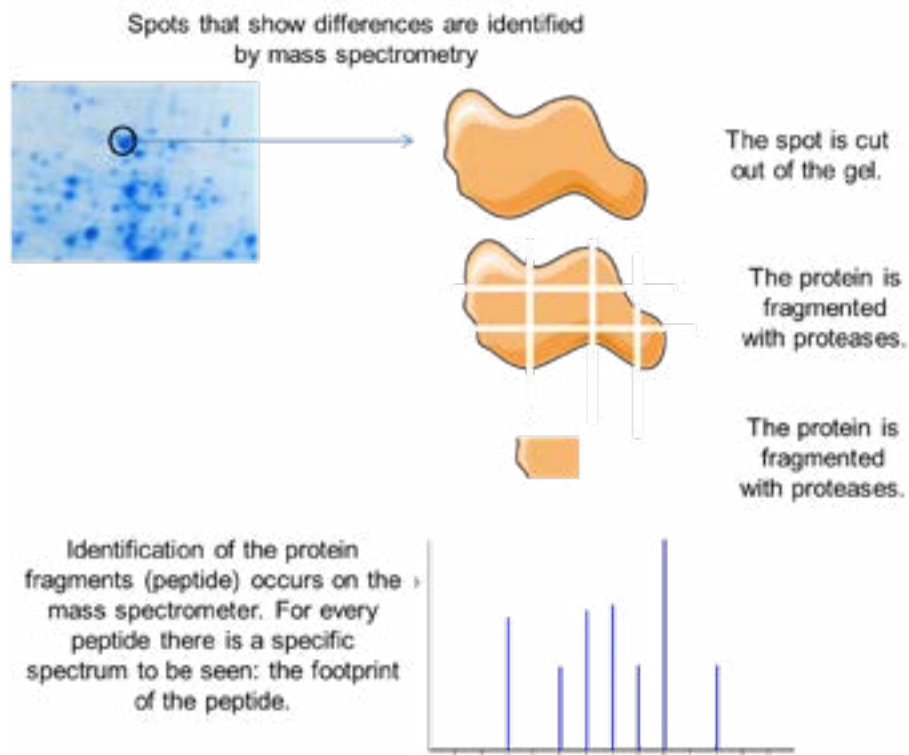 Spots that show differences are identified
by mass spectrometry
The spot is cut
out of the gel.
The protein is
fragmented
with proteases.
The protein is
fragmented
with proteases.
Identification of the protein
fragments (peptide) occurs on the
mass spectrometer. For every
peptide there is a specific
spectrum to be seen: the footprint
of the peptide.